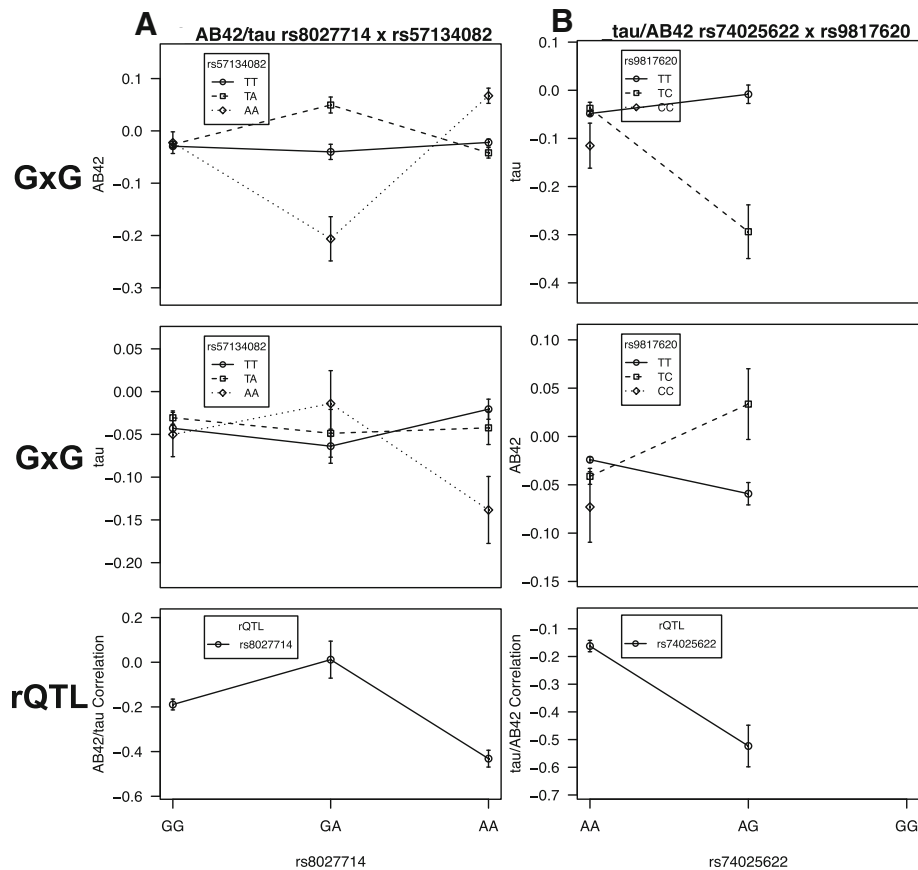 A
AB42/tau rs8027714 x rs57134082
GxG
AB42
0.1
0.0
−0.1
−0.2
−0.3
rs57134082
TT
TA
AA
GxG
tau
0.05
0.00
−0.05
−0.10
−0.15
−0.20
rs57134082
TT
TA
AA
rQTL
AB42/tau Correlation
0.2
0.0
−0.2
−0.4
−0.6
rQTL
rs8027714
GG GA AA
rs8027714
B
_tau/AB42 rs74025622 x rs9817620
tau
0.1
0.0
−0.1
−0.2
−0.3
−0.4
rs9817620
TT
TC
CC
AB42
0.10
0.05
0.00
−0.05
−0.10
−0.15
rs9817620
TT
TC
CC
tau/AB42 Correlation
−0.1
−0.2
−0.3
−0.4
−0.5
−0.6
−0.7
rQTL
rs74025622
AA AG GG
rs74025622